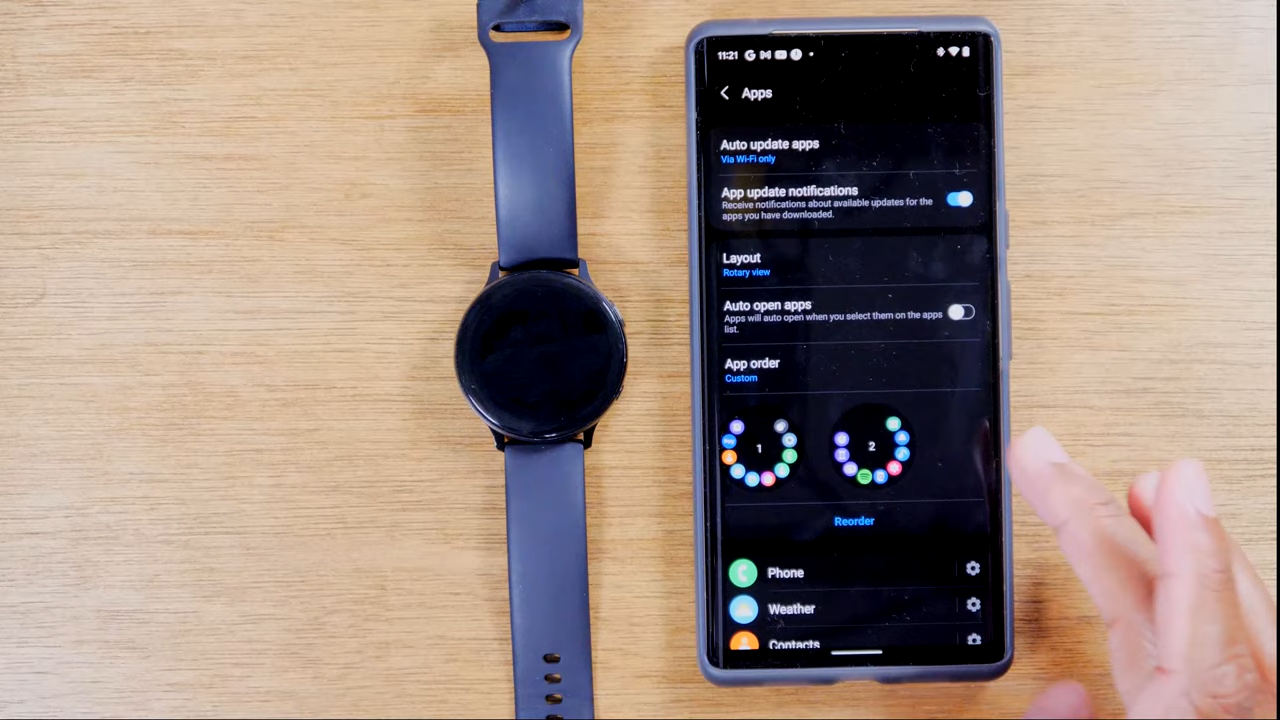 11:21
Apps
Auto update apps
Via Wi-Fi only
App update notifications
Receive notifications about available updates for the
apps you have downloaded.
Layout
Rotary view
Auto open apps
Apps will auto open when you select them on the apps
list.
App order
Custom
1
2
Reorder
Phone
Weather
Contacts